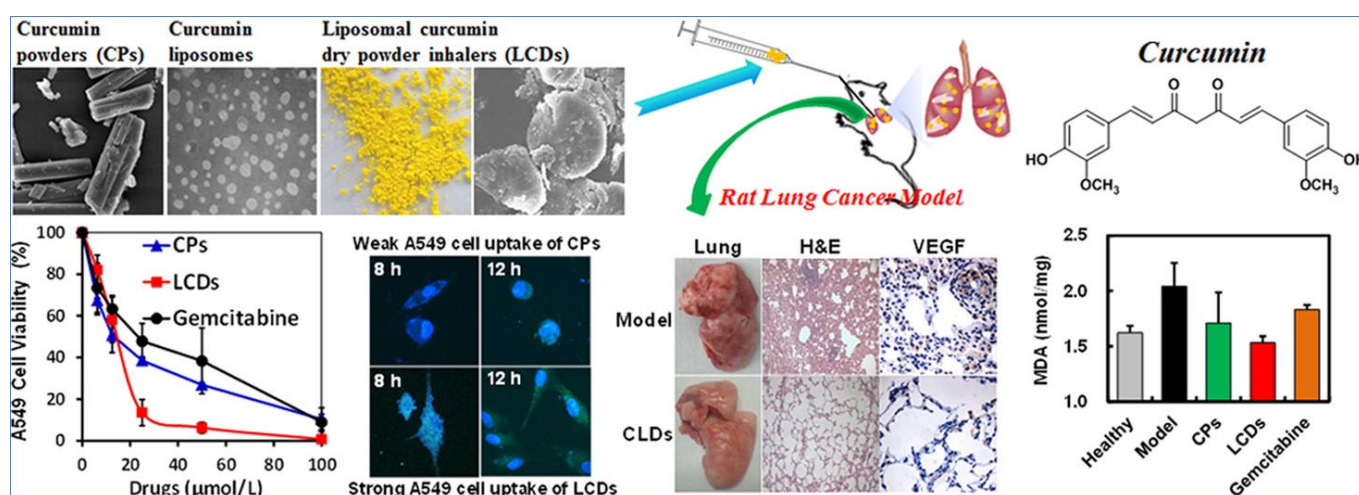 Curcumin
powders (CPs)
Curcumin
liposomes
Liposomal curcumin
dry powder inhalers (LCDs)
Rat Lung Cancer Model
Curcumin
O
O
HO
OCH3
OH
OCH3
A549 Cell Viability (%)
100
80
60
40
20
0
CPs
LCDs
Gemcitabine
0
20
40
60
80
100
Drugs (µmol/L)
Weak A549 cell uptake of CPs
8 h
12 h
8 h
12 h
Strong A549 cell uptake of LCDs
Lung
H&E
VEGF
Model
CLDs
MDA (nmol/mg)
2.5
2.0
1.5
1.0
Healthy
Model
CPs
LCDs
Gemcitabine